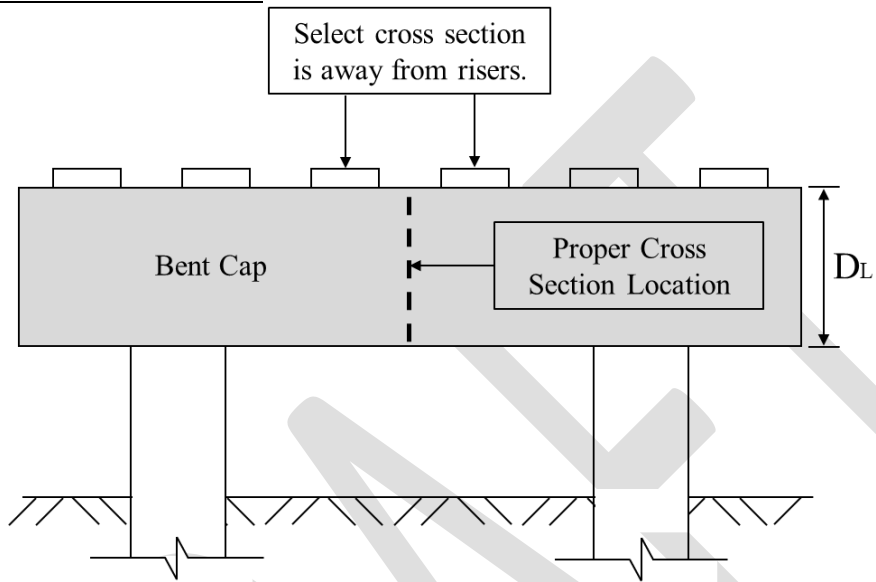 Select cross section
is away from risers.
Bent Cap
Proper Cross
Section Location
DL